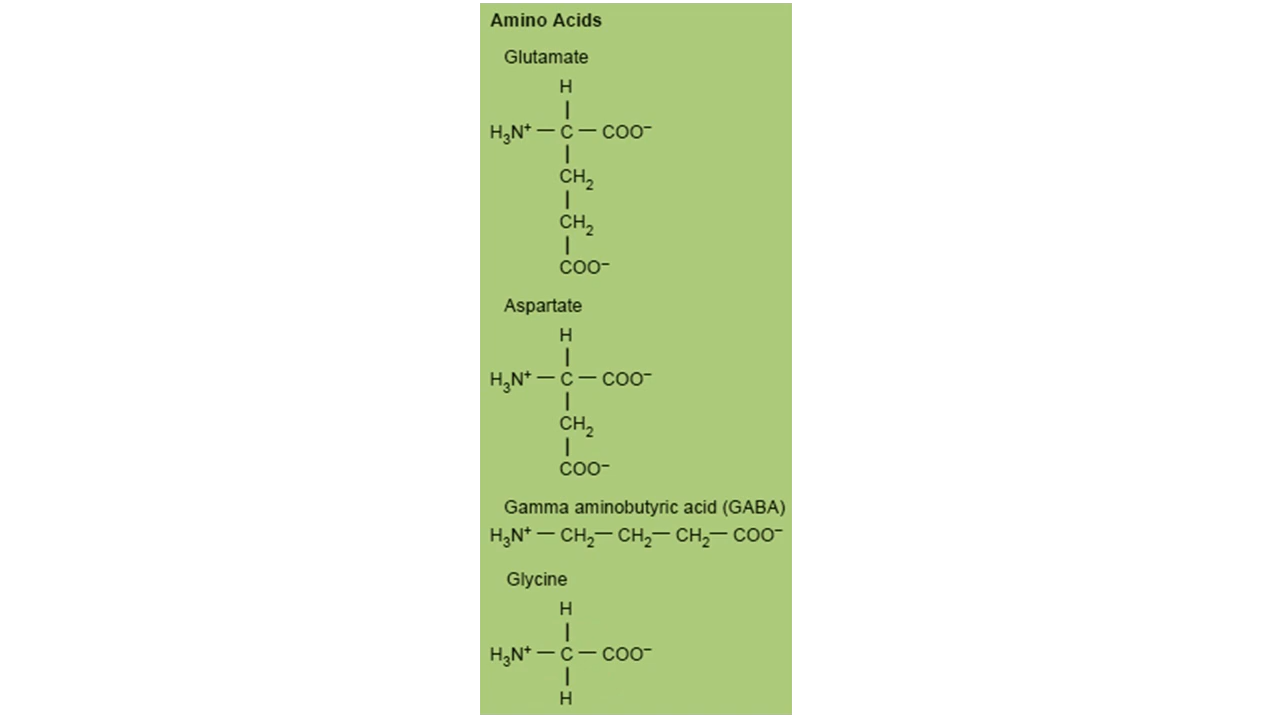 Amino Acids
Glutamate
H
|
H₃N⁺ — C — COO⁻
|
CH₂
|
CH₂
|
COO⁻
Aspartate
H
|
H₃N⁺ — C — COO⁻
|
CH₂
|
COO⁻
Gamma aminobutyric acid (GABA)
H₃N⁺ — CH₂— CH₂— CH₂— COO⁻
Glycine
H
|
H₃N⁺ — C — COO⁻
|
H